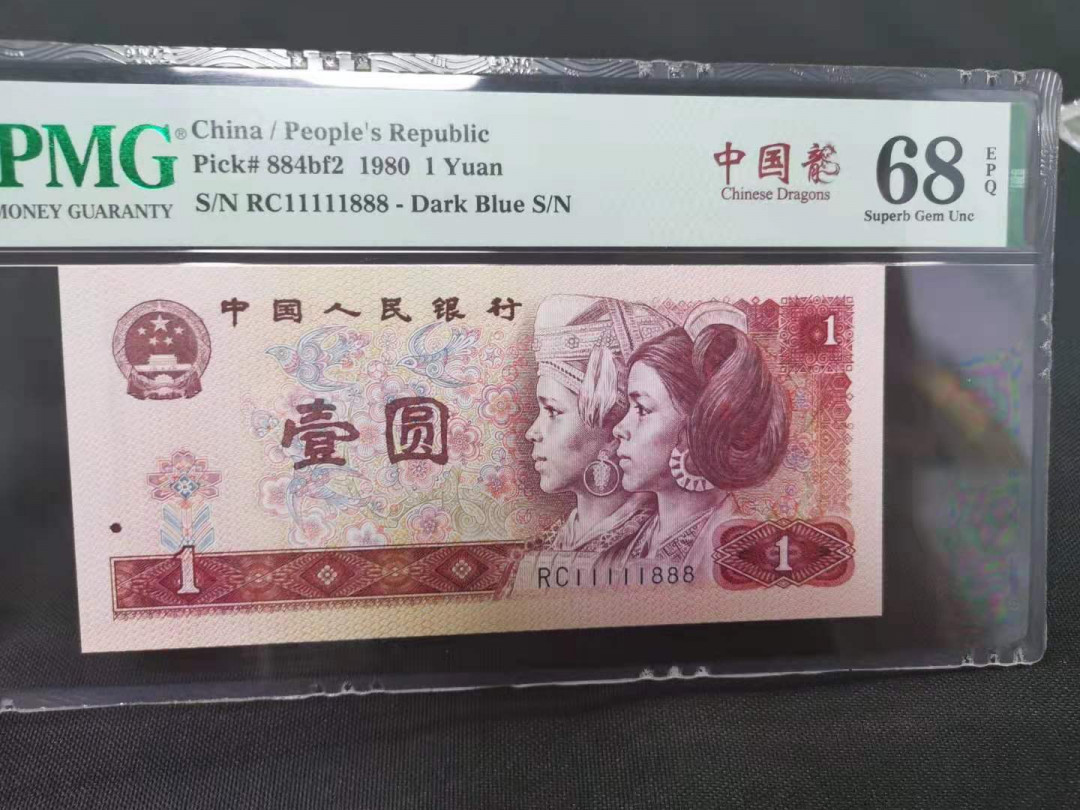 PMG®
MONEY GUARANTY
China / People's Republic
Pick# 884bf2 1980 1 Yuan
S/N RC11111888 - Dark Blue S/N
中国龍
Chinese Dragons
68
EPQ
Superb Gem Unc
中国人民银行
1
壹圆
1
1
RC11111888